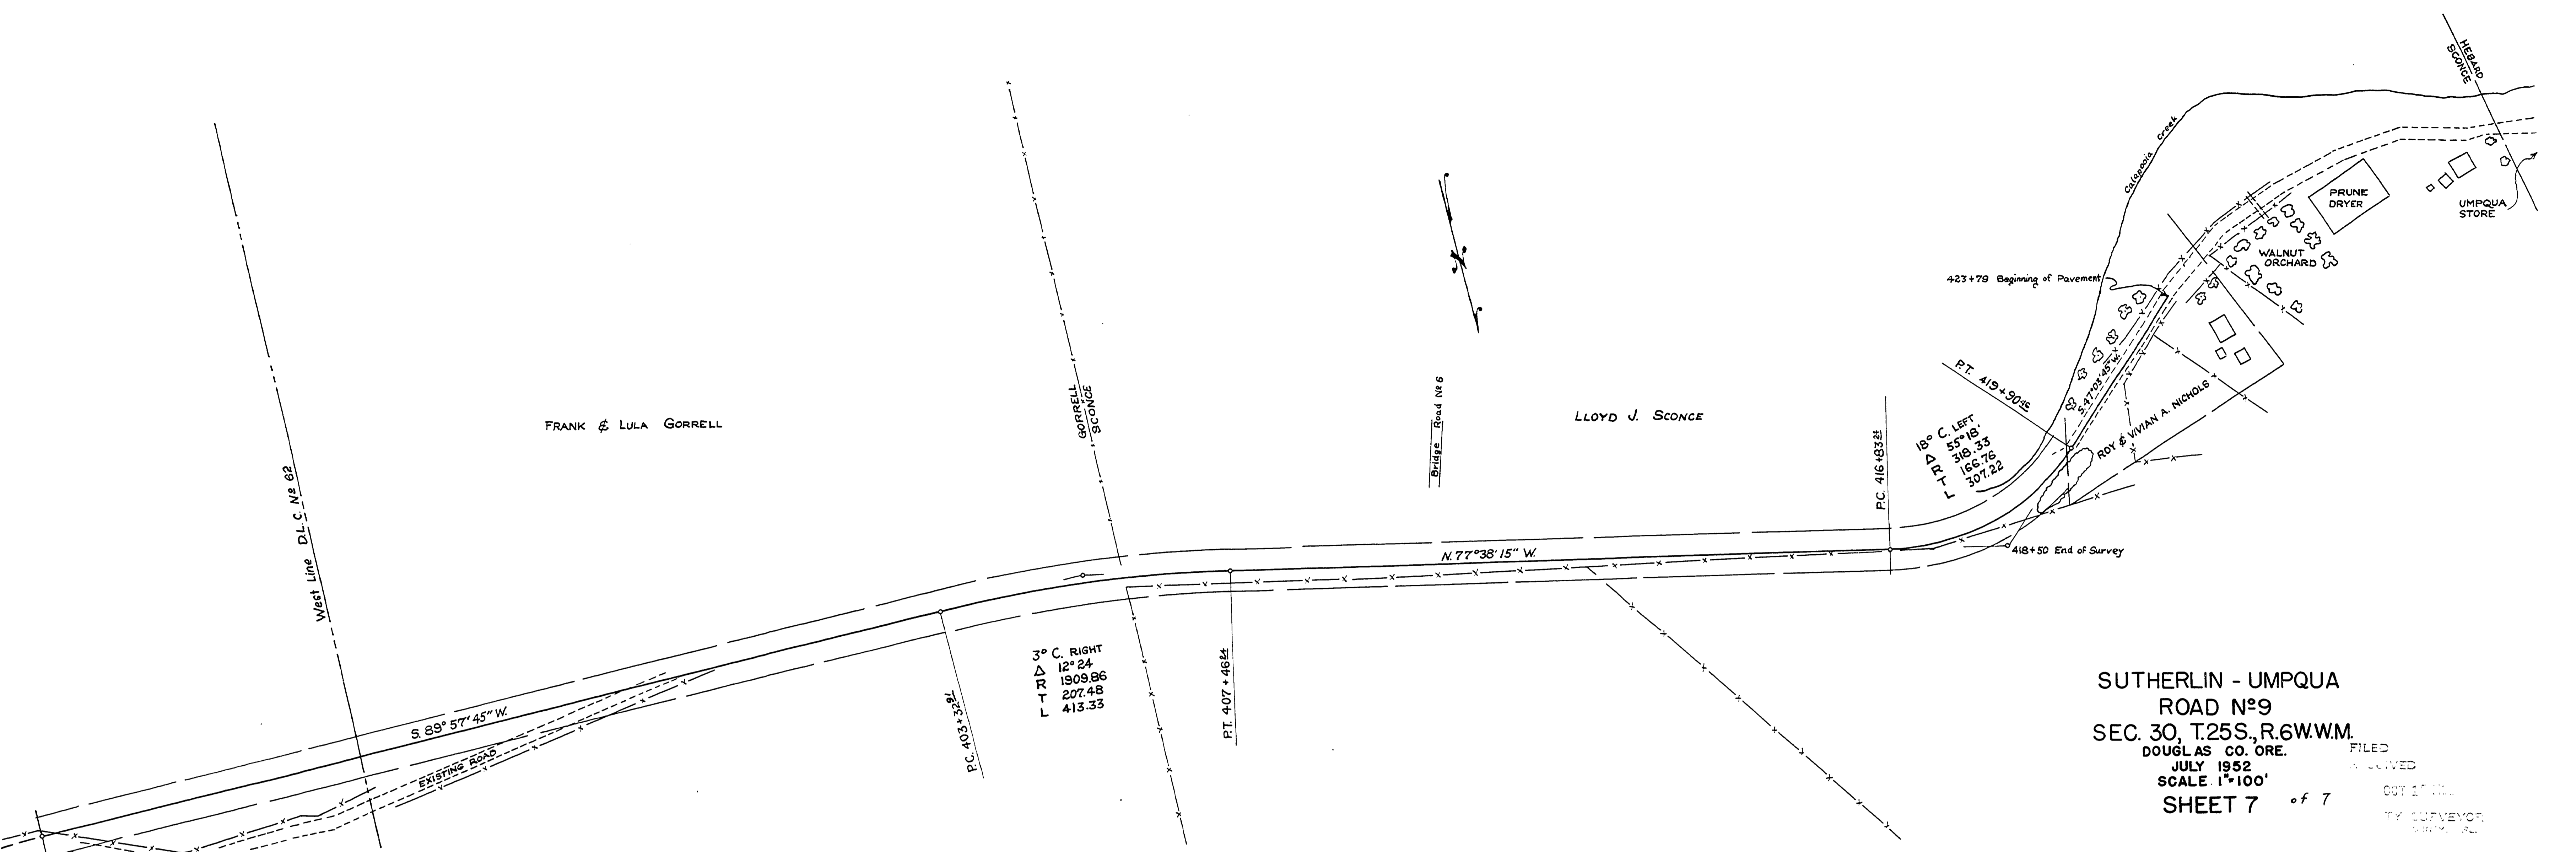 West Line D.L.C. Nº 62
FRANK & LULA GORRELL
S. 89° 57' 45" W.
EXISTING ROAD
P.C. 403+32.91
3° C. RIGHT
Δ 12° 24
R 1909.86
T 207.48
L 413.33
GORRELL
SCONCE
P.T. 407+46.24
Bridge Road Nº 6
N. 77° 38' 15" W.
LLOYD J. SCONCE
P.C. 416+83.24
18° C. LEFT
Δ 55° 18'
R 318.33
T 166.76
L 307.22
P.T. 419+90.46
418+50 End of Survey
S. 47° 03' 45" W.
ROY & VIVIAN A. NICHOLS
423+79 Beginning of Pavement
Calapooia Creek
WALNUT
ORCHARD
PRUNE
DRYER
UMPQUA
STORE
HEBARD
SCONCE
SUTHERLIN - UMPQUA
ROAD Nº9
SEC. 30, T.25S., R.6W.W.M.
DOUGLAS CO. ORE.
JULY 1952
SCALE 1"=100'
SHEET 7 of 7
FILED